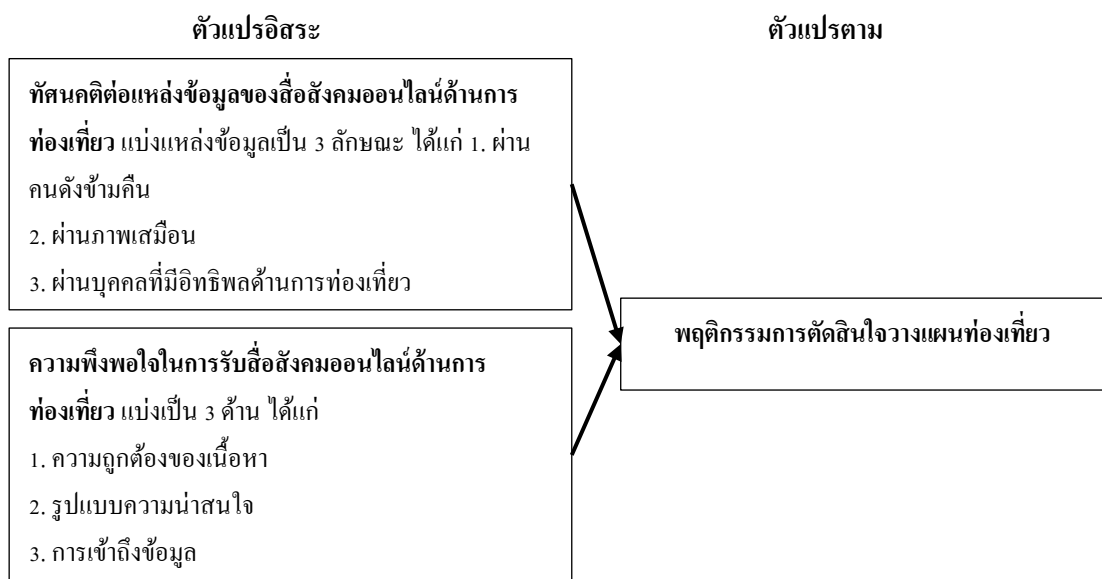 ตัวแปรอิสระ
ตัวแปรตาม
ทัศนคติต่อแหล่งข้อมูลของสื่อสังคมออนไลน์ด้านการ
ท่องเที่ยว แบ่งแหล่งข้อมูลเป็น 3 ลักษณะ ได้แก่ 1. ผ่าน
คนดังข้ามคืน
2. ผ่านภาพเสมือน
3. ผ่านบุคคลที่มีอิทธิพลด้านการท่องเที่ยว
ความพึงพอใจในการรับสื่อสังคมออนไลน์ด้านการ
ท่องเที่ยว แบ่งเป็น 3 ด้าน ได้แก่
1. ความถูกต้องของเนื้อหา
2. รูปแบบความน่าสนใจ
3. การเข้าถึงข้อมูล
พฤติกรรมการตัดสินใจวางแผนท่องเที่ยว